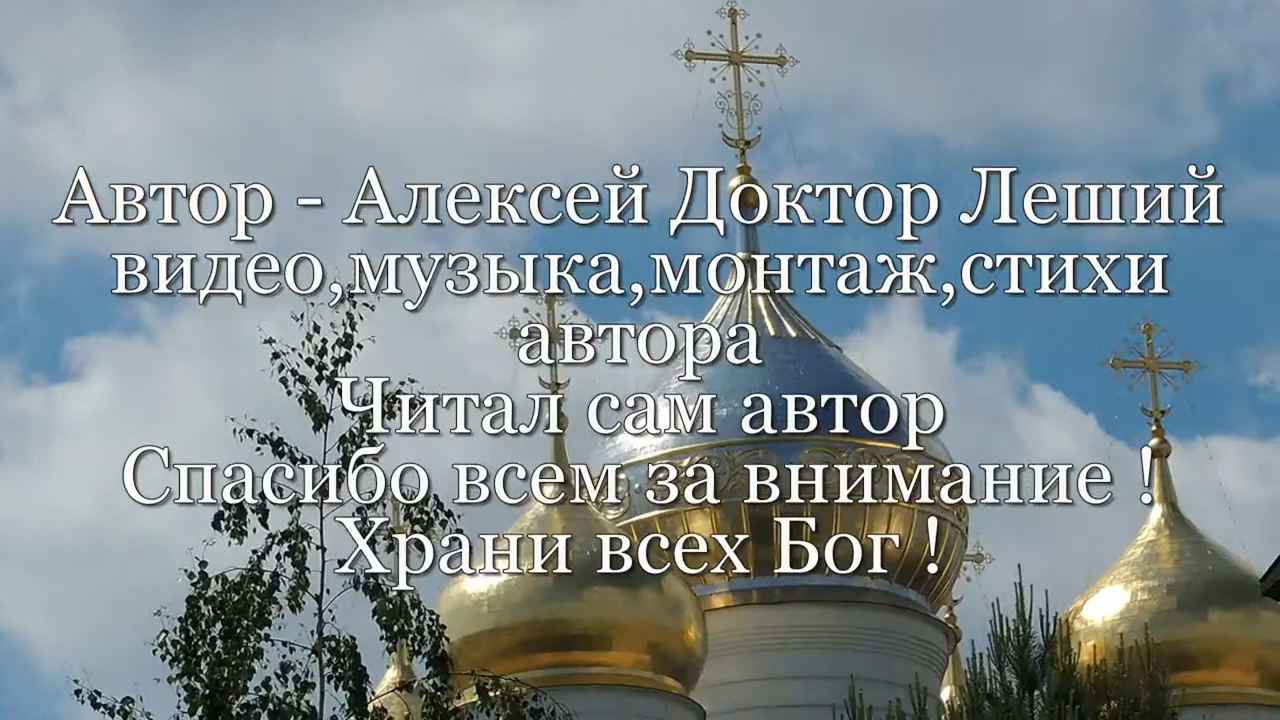 Автор - Алексей Доктор Леший
видео,музыка,монтаж,стихи
автора
Читал сам автор
Спасибо всем за внимание !
Храни всех Бог !